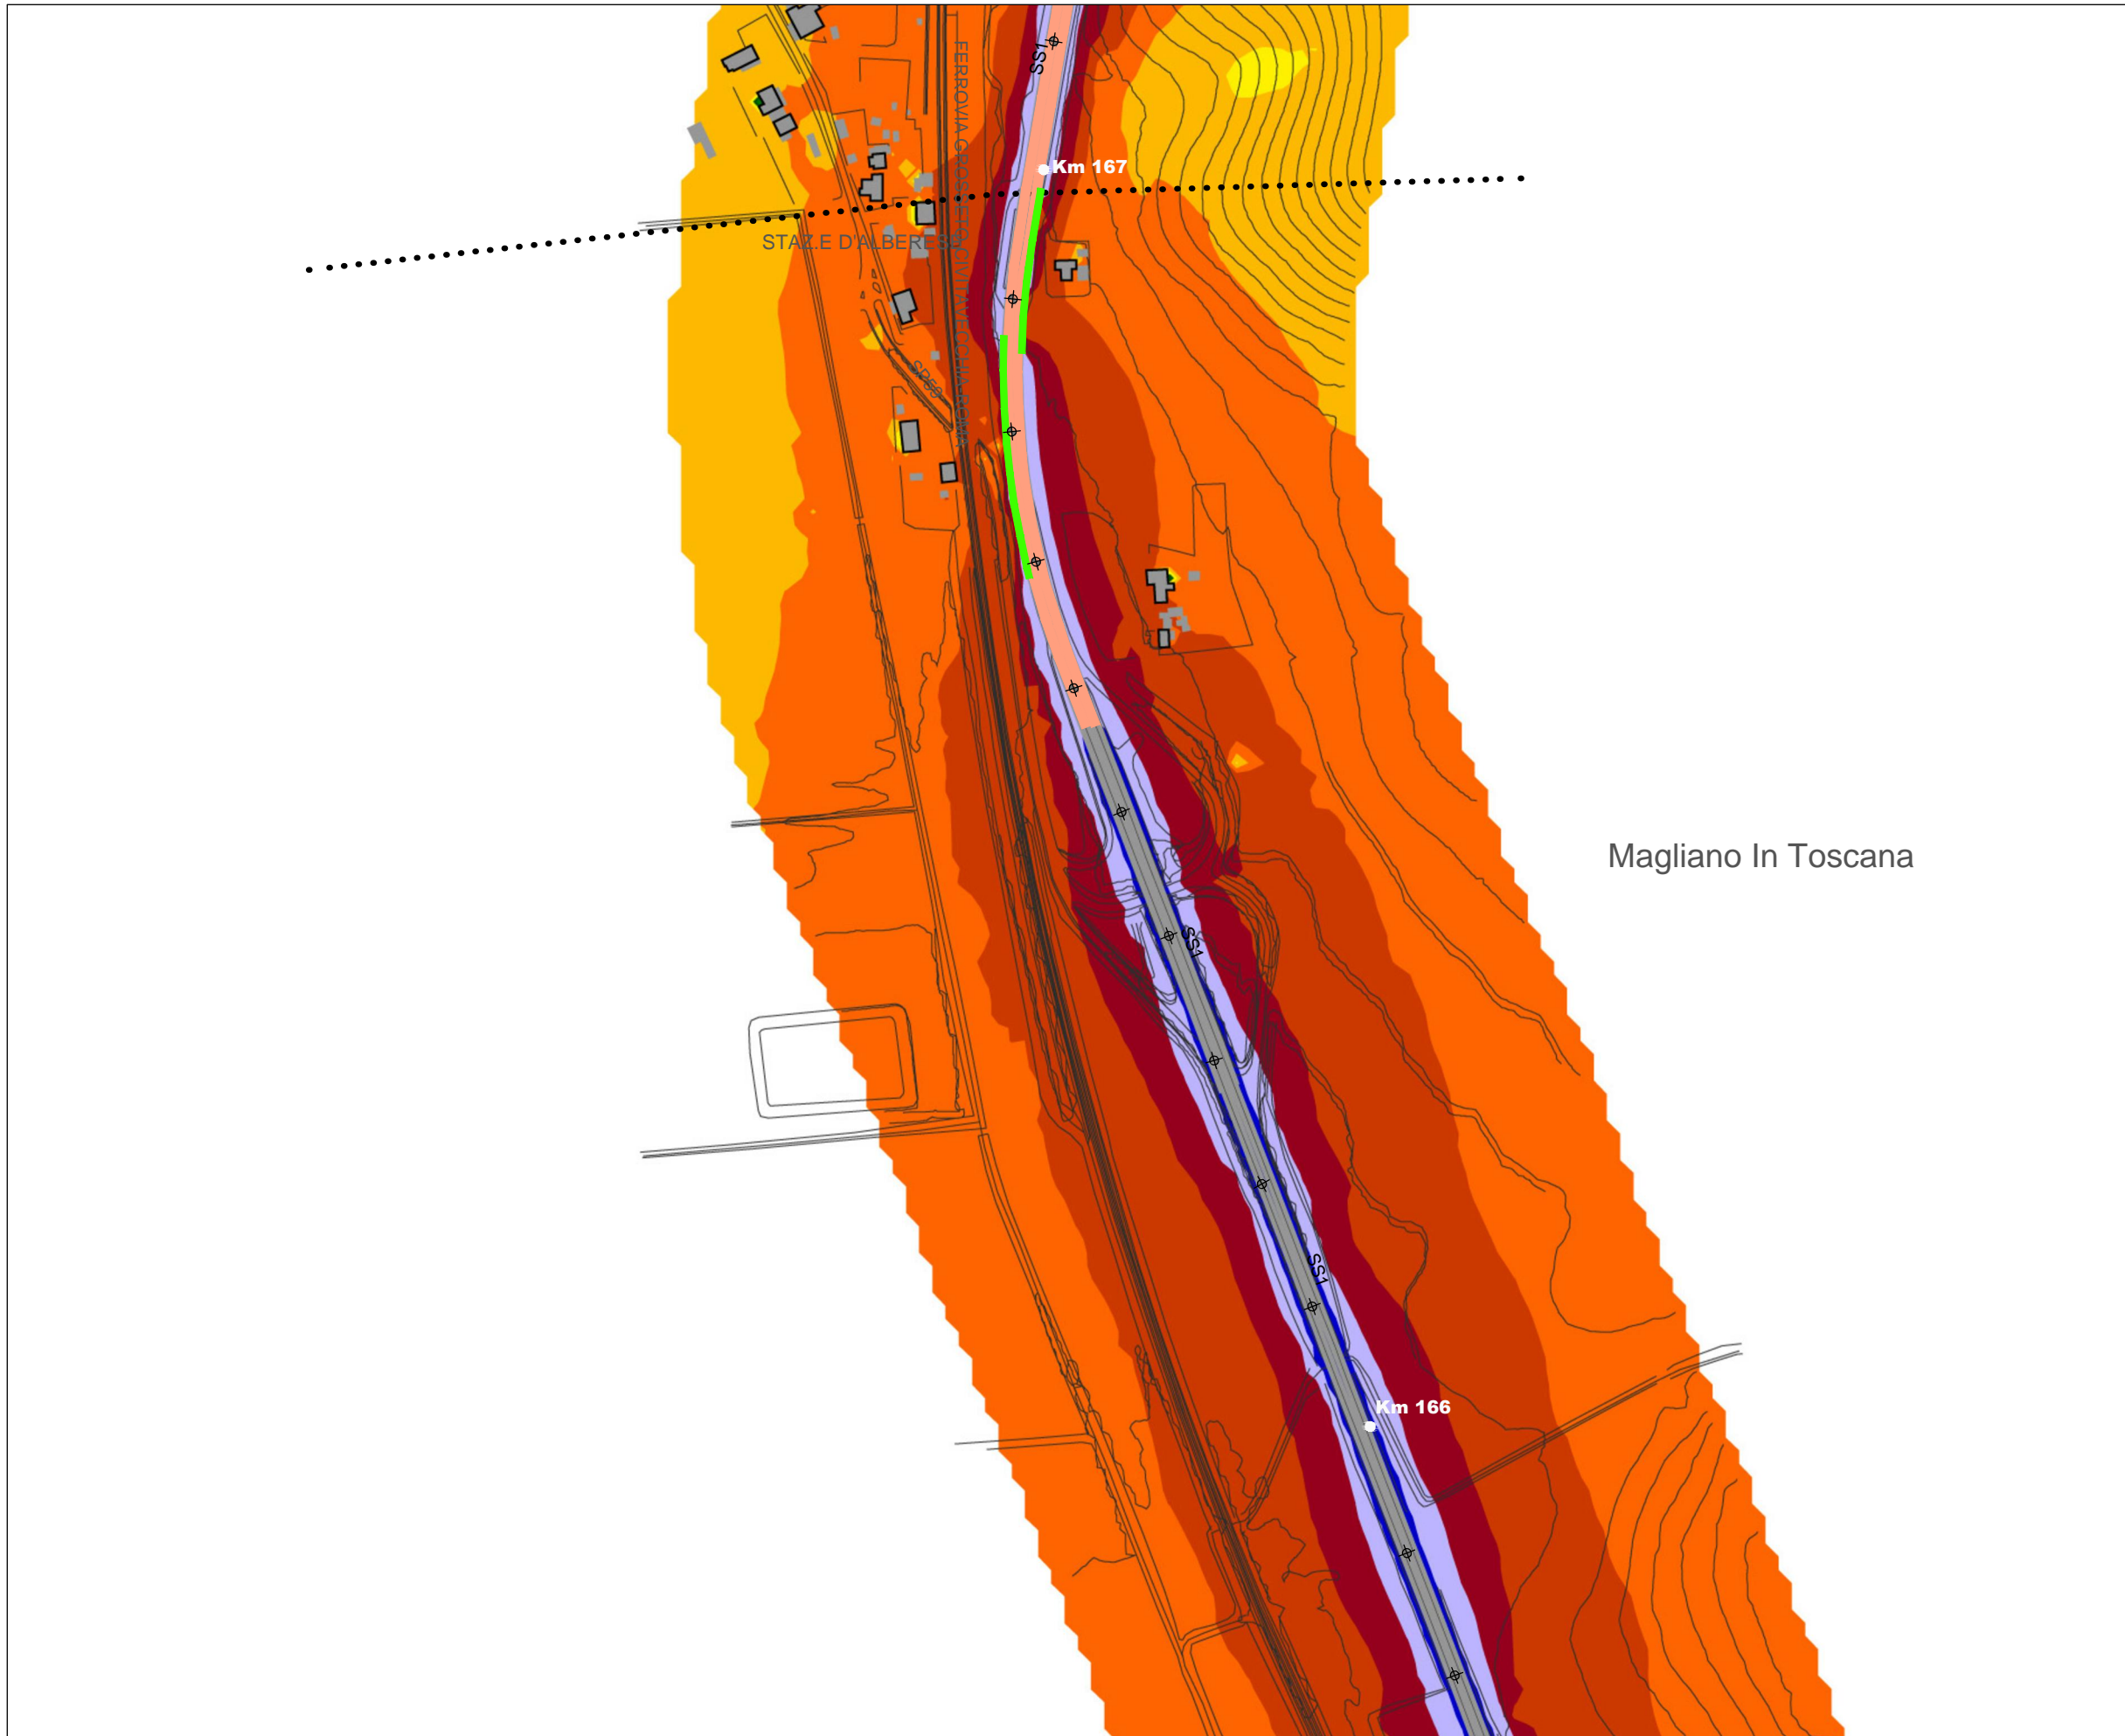 SS1
Km 167
STAZ.E D'ALBERESE
FERROVIA GROSSETO-CIVITAVECCHIA-ROMA
SP59
Magliano In Toscana
SS1
SS1
Km 166